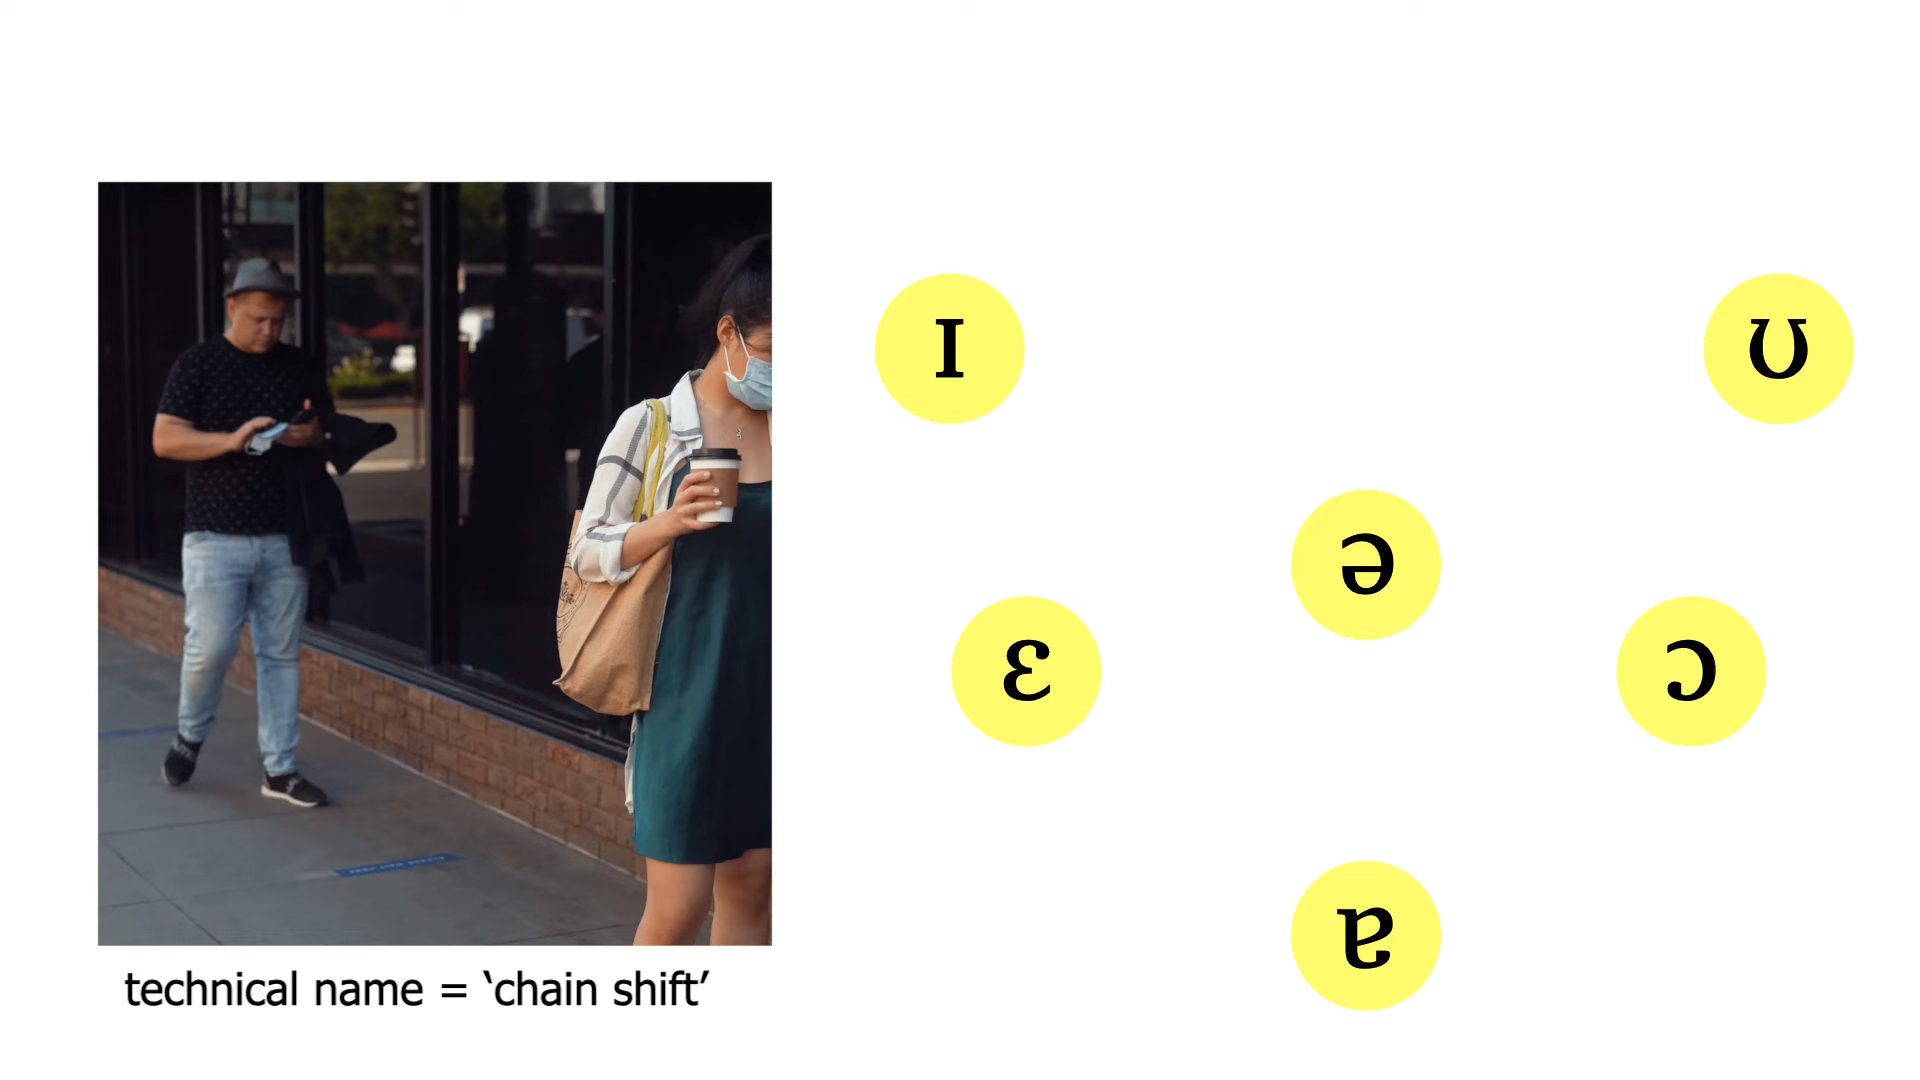 ɪ
ʊ
ə
ɛ
ɔ
ɐ
technical name = ‘chain shift’